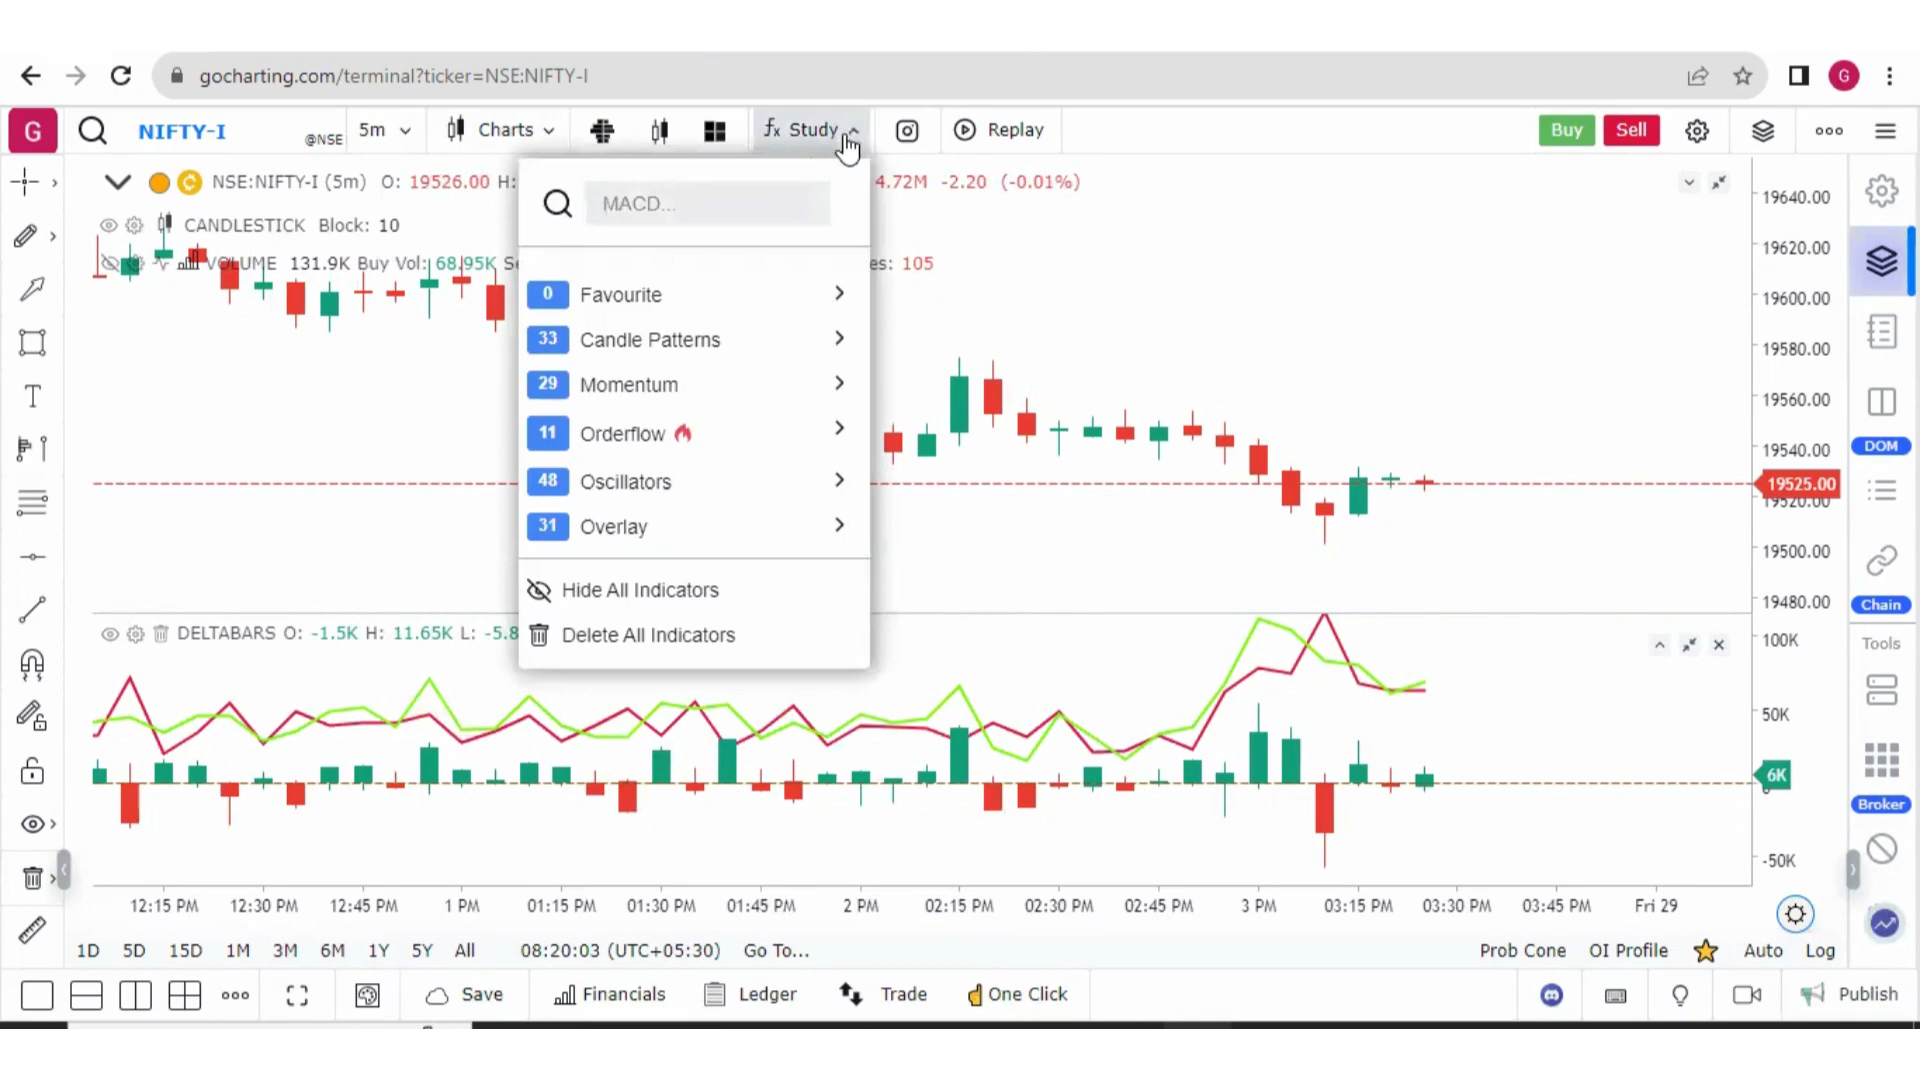 gocharting.com/terminal?ticker=NSE:NIFTY-I
G
G
NIFTY-I
@NSE
5m
Charts
fx Study
Replay
Buy
Sell
NSE:NIFTY-I (5m) O: 19526.00 H:
4.72M -2.20 (-0.01%)
MACD...
CANDLESTICK Block: 10
VOLUME 131.9K Buy Vol: 68.95K Se
es: 105
0 Favourite
33 Candle Patterns
29 Momentum
11 Orderflow
48 Oscillators
31 Overlay
Hide All Indicators
Delete All Indicators
19640.00
19620.00
19600.00
19580.00
19560.00
19540.00
19525.00
19520.00
19500.00
19480.00
DOM
Chain
Tools
Broker
DELTABARS O: -1.5K H: 11.65K L: -5.8
100K
50K
6K
0
-50K
12:15 PM
12:30 PM
12:45 PM
1 PM
01:15 PM
01:30 PM
01:45 PM
2 PM
02:15 PM
02:30 PM
02:45 PM
3 PM
03:15 PM
03:30 PM
03:45 PM
Fri 29
1D 5D 15D 1M 3M 6M 1Y 5Y All
08:20:03 (UTC+05:30)
Go To...
Prob Cone
OI Profile
Auto
Log
Save
Financials
Ledger
Trade
One Click
Publish